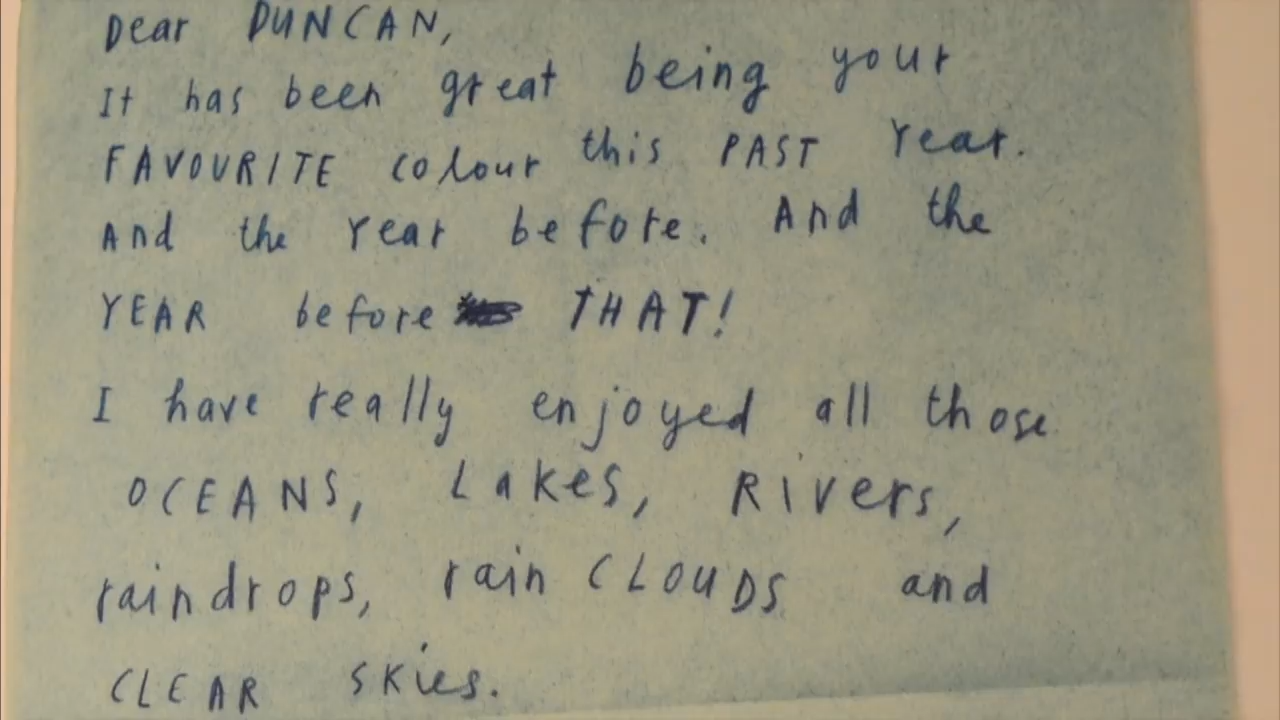 Dear DUNCAN,
It has been great being your
FAVOURITE colour this PAST Year.
And the Year before. And the
YEAR before THAT!
I have really enjoyed all those
OCEANS, Lakes, Rivers,
raindrops, rain CLOUDS and
CLEAR skies.